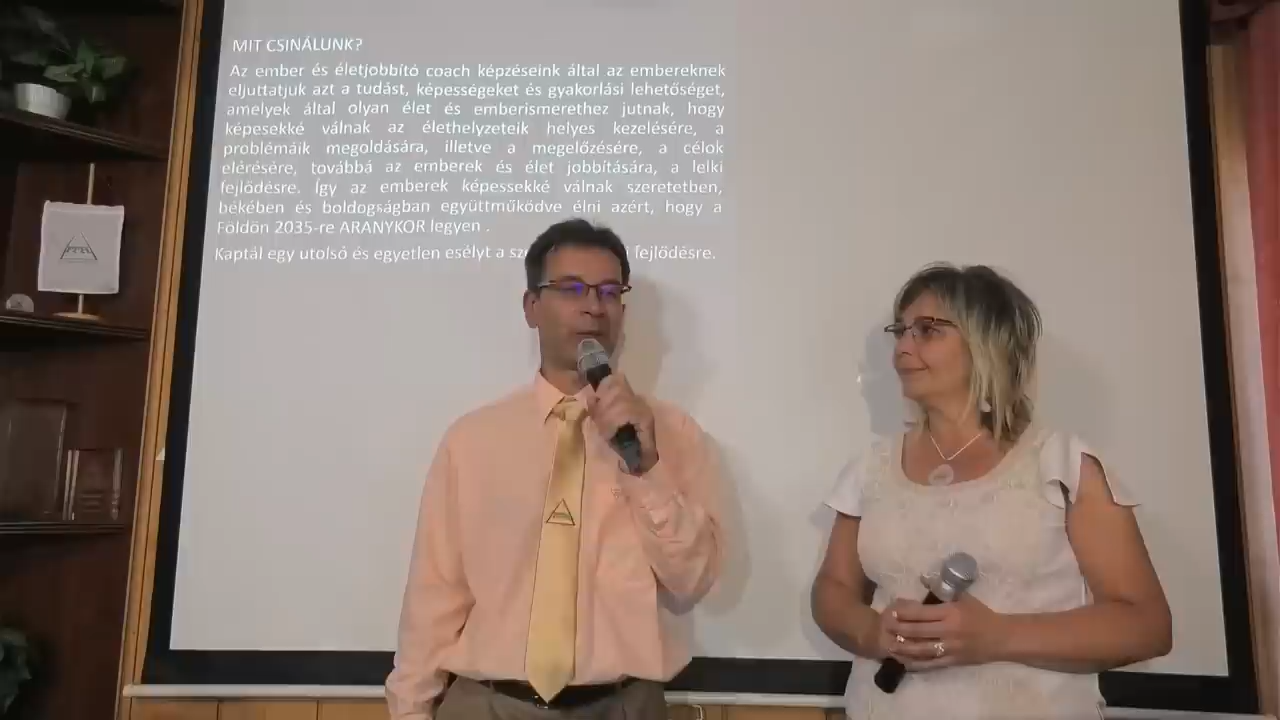 MIT CSINÁLUNK?
Az ember és életjobbító coach képzéseink által az embereknek
eljuttatjuk azt a tudást, képességeket és gyakorlási lehetőséget,
amelyek által olyan élet és emberismerethez jutnak, hogy
képesekké válnak az élethelyzeteik helyes kezelésére, a
problémáik megoldására, illetve a megelőzésére, a célok
elérésére, továbbá az emberek és élet jobbítására, a lelki
fejlődésre. Így az emberek képessekké válnak szeretetben,
békében és boldogságban együttműködve élni azért, hogy a
Földön 2035-re ARANYKOR legyen .
Kaptál egy utolsó és egyetlen esélyt a fejlődésre.